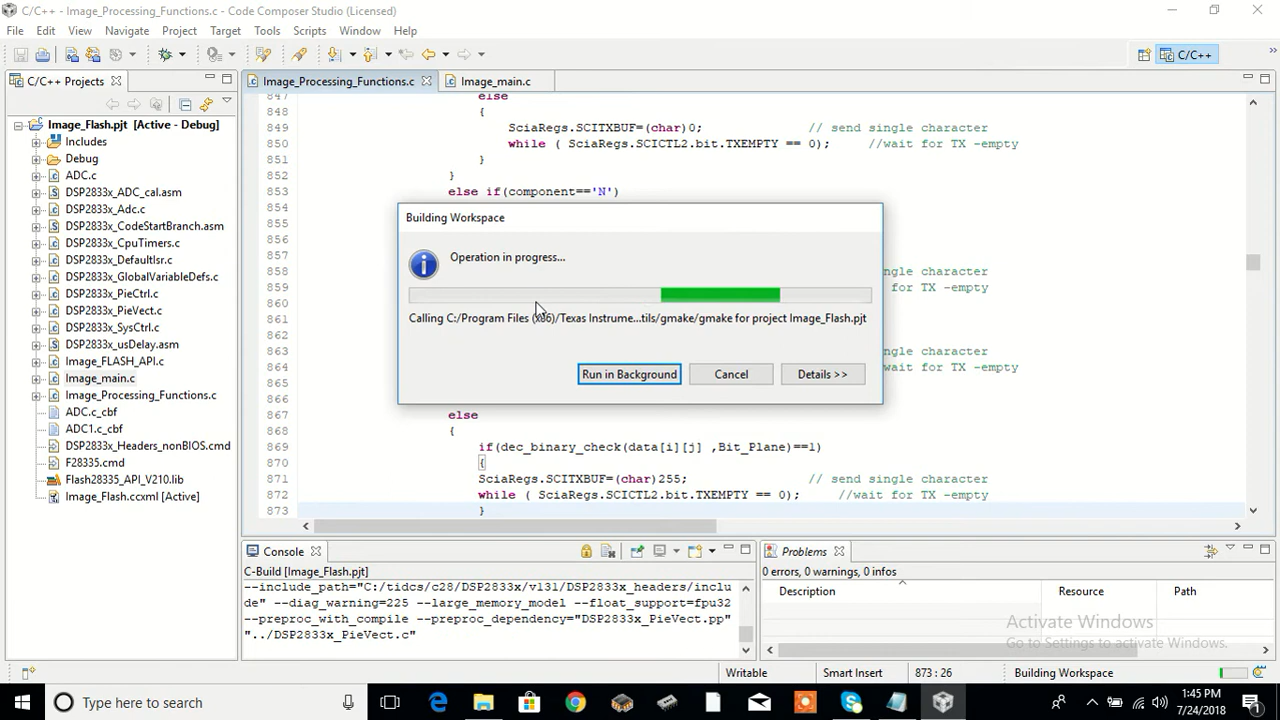 C/C++ - Image_Processing_Functions.c - Code Composer Studio (Licensed)
File Edit View Navigate Project Target Tools Scripts Window Help
C/C++
C/C++ Projects
Image_Flash.pjt [Active - Debug]
Includes
Debug
ADC.c
DSP2833x_ADC_cal.asm
DSP2833x_Adc.c
DSP2833x_CodeStartBranch.asm
DSP2833x_CpuTimers.c
DSP2833x_DefaultIsr.c
DSP2833x_GlobalVariableDefs.c
DSP2833x_PieCtrl.c
DSP2833x_PieVect.c
DSP2833x_SysCtrl.c
DSP2833x_usDelay.asm
Image_FLASH_API.c
Image_main.c
Image_Processing_Functions.c
ADC.c_cbf
ADC1.c_cbf
DSP2833x_Headers_nonBIOS.cmd
F28335.cmd
Flash28335_API_V210.lib
Image_Flash.ccxml [Active]
Image_Processing_Functions.c Image_main.c
847 else
848 {
849 SciaRegs.SCITXBUF=(char)0; // send single character
850 while ( SciaRegs.SCICTL2.bit.TXEMPTY == 0); //wait for TX -empty
851 }
852 }
853 else if(component=='N')
854
855
856
857
858 le character
859 r TX -empty
860
861
862
863 le character
864 r TX -empty
865
866
867 else
868 {
869 if(dec_binary_check(data[i][j] ,Bit_Plane)==1)
870 {
871 SciaRegs.SCITXBUF=(char)255; // send single character
872 while ( SciaRegs.SCICTL2.bit.TXEMPTY == 0); //wait for TX -empty
873 }
Building Workspace
Operation in progress...
Calling C:/Program Files (x86)/Texas Instrume...tils/gmake/gmake for project Image_Flash.pjt
Run in Background Cancel Details >>
Console
C-Build [Image_Flash.pjt]
--include_path="C:/tidcs/c28/DSP2833x/v131/DSP2833x_headers/inclu
de" --diag_warning=225 --large_memory_model --float_support=fpu32
--preproc_with_compile --preproc_dependency="DSP2833x_PieVect.pp"
"../DSP2833x_PieVect.c"
Problems
0 errors, 0 warnings, 0 infos
Description Resource Path
Activate Windows
Go to Settings to activate Windows.
Writable Smart Insert 873 : 26 Building Workspace
Type here to search
1:45 PM
7/24/2018